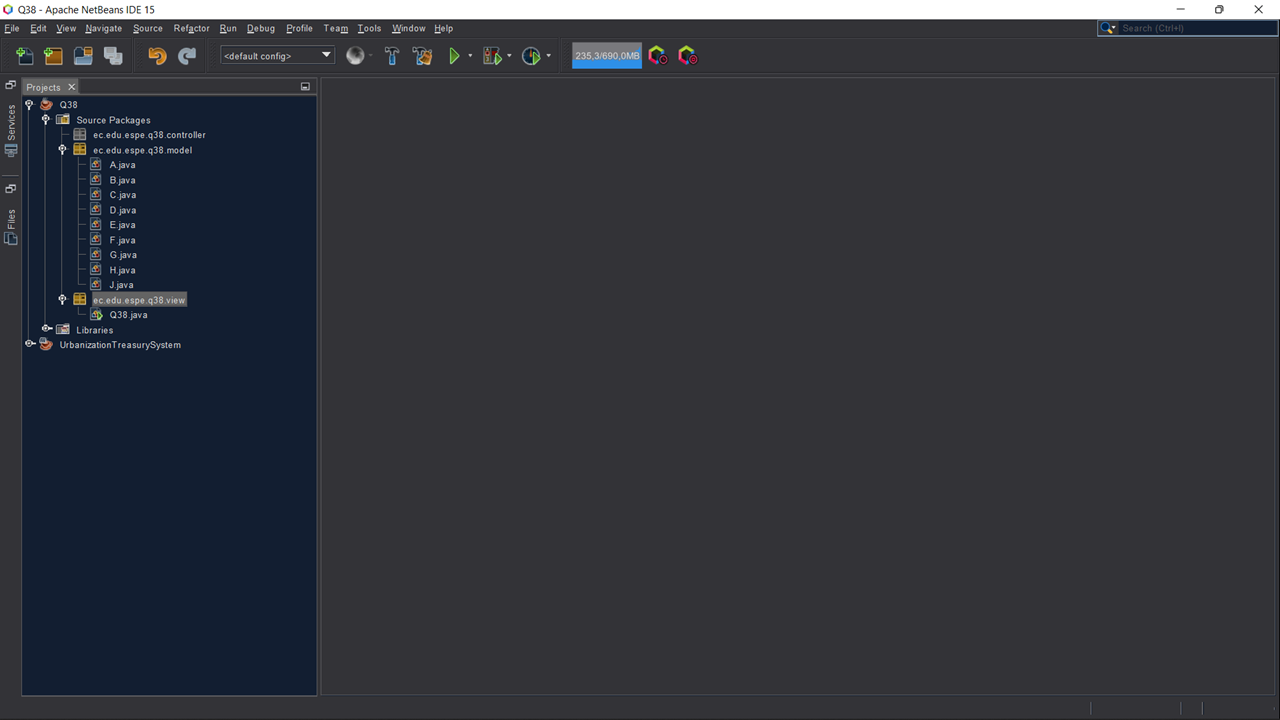 Q38 - Apache NetBeans IDE 15
File Edit View Navigate Source Refactor Run Debug Profile Team Tools Window Help
Search (Ctrl+I)
<default config>
235,3/690,0MB
Projects
Services
Files
Q38
Source Packages
ec.edu.espe.q38.controller
ec.edu.espe.q38.model
A.java
B.java
C.java
D.java
E.java
F.java
G.java
H.java
J.java
ec.edu.espe.q38.view
Q38.java
Libraries
UrbanizationTreasurySystem